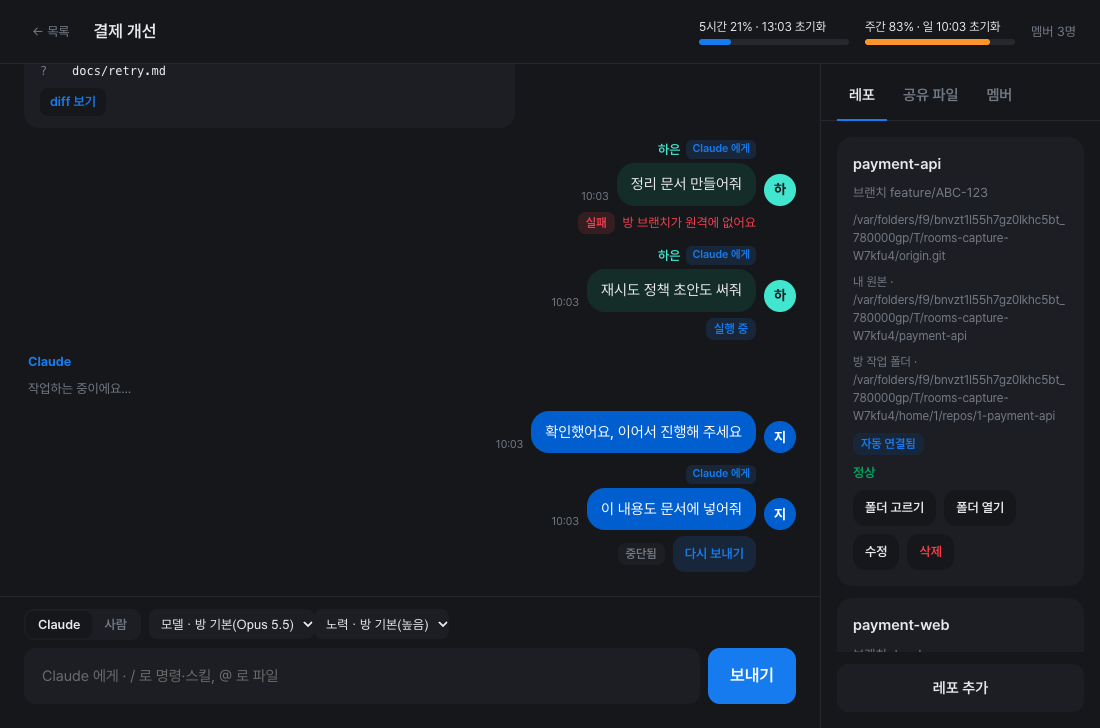 ← 목록
결제 개선
5시간 21% · 13:03 초기화
주간 83% · 일 10:03 초기화
멤버 3명
? docs/retry.md
diff 보기
하은 Claude 에게
정리 문서 만들어줘
하
10:03
실패 방 브랜치가 원격에 없어요
하은 Claude 에게
재시도 정책 초안도 써줘
하
10:03
실행 중
Claude
작업하는 중이에요…
확인했어요, 이어서 진행해 주세요
지
10:03
Claude 에게
이 내용도 문서에 넣어줘
지
10:03
중단됨 다시 보내기
Claude 사람 모델 · 방 기본(Opus 5.5) 노력 · 방 기본(높음)
Claude 에게 · / 로 명령·스킬, @ 로 파일
보내기
레포 공유 파일 멤버
payment-api
브랜치 feature/ABC-123
/var/folders/f9/bnvzt1l55h7gz0lkhc5bt_
780000gp/T/rooms-capture-
W7kfu4/origin.git
내 원본 ·
/var/folders/f9/bnvzt1l55h7gz0lkhc5bt_
780000gp/T/rooms-capture-
W7kfu4/payment-api
방 작업 폴더 ·
/var/folders/f9/bnvzt1l55h7gz0lkhc5bt_
780000gp/T/rooms-capture-
W7kfu4/home/1/repos/1-payment-api
자동 연결됨
정상
폴더 고르기 폴더 열기
수정 삭제
payment-web
레포 추가